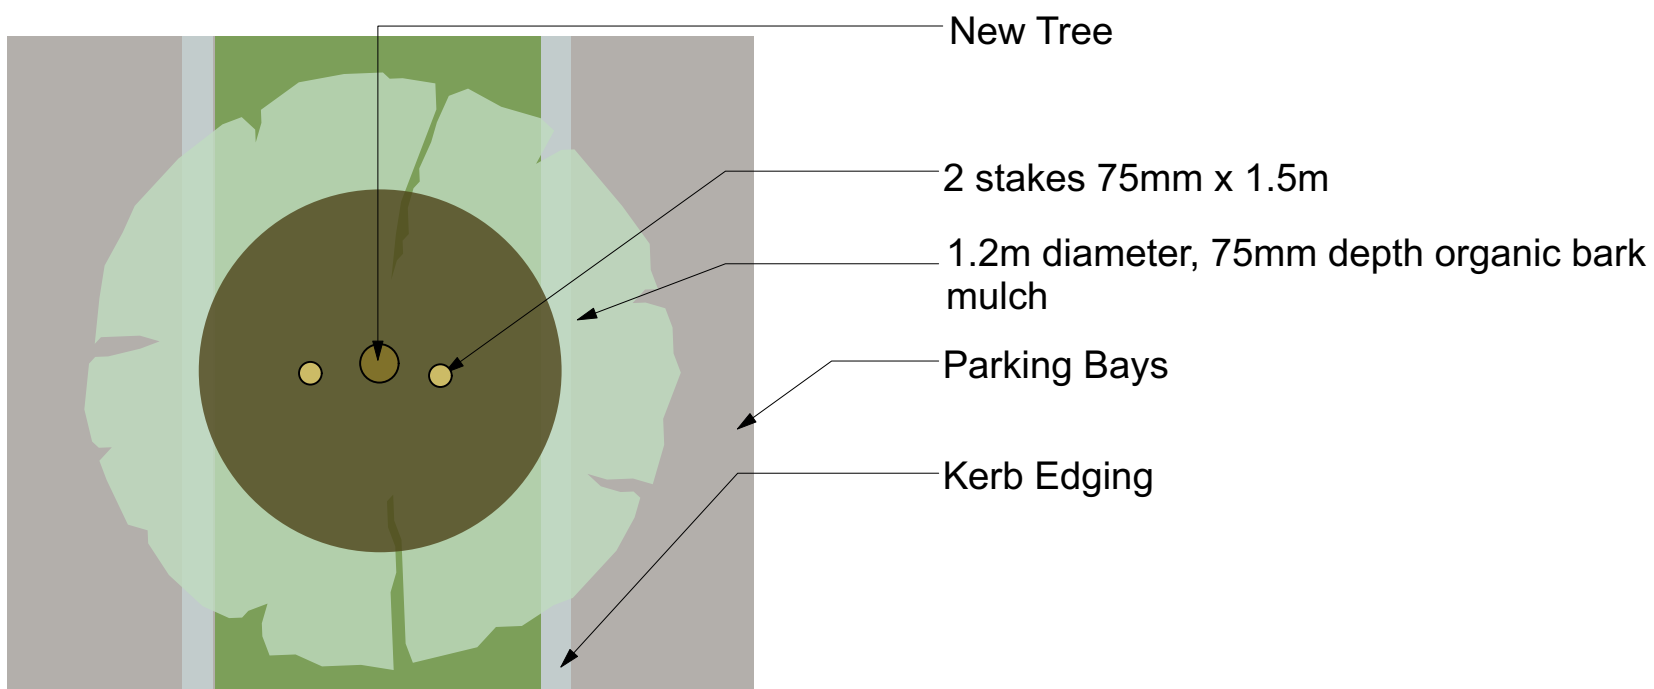 New Tree
2 stakes 75mm x 1.5m
1.2m diameter, 75mm depth organic bark
mulch
Parking Bays
Kerb Edging